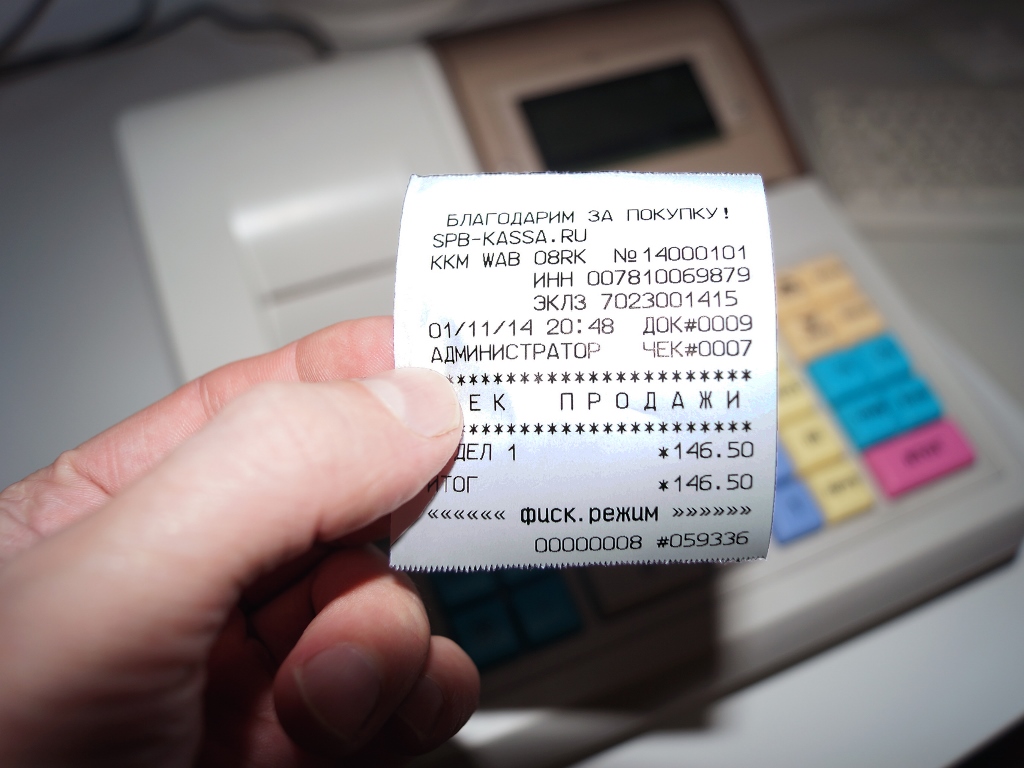 БЛАГОДАРИМ ЗА ПОКУПКУ!
SPB-KASSA.RU
ККМ WAB 08RK №14000101
ИНН 007810069879
ЭКЛЗ 7023001415
01/11/14 20:48 ДОК#0009
АДМИНИСТРАТОР ЧЕК#0007
************************
ЕК ПРОДАЖИ
************************
ДЕЛ 1 *146.50
ИТОГ *146.50
«««««« фиск.режим »»»»»»
00000008 #059336